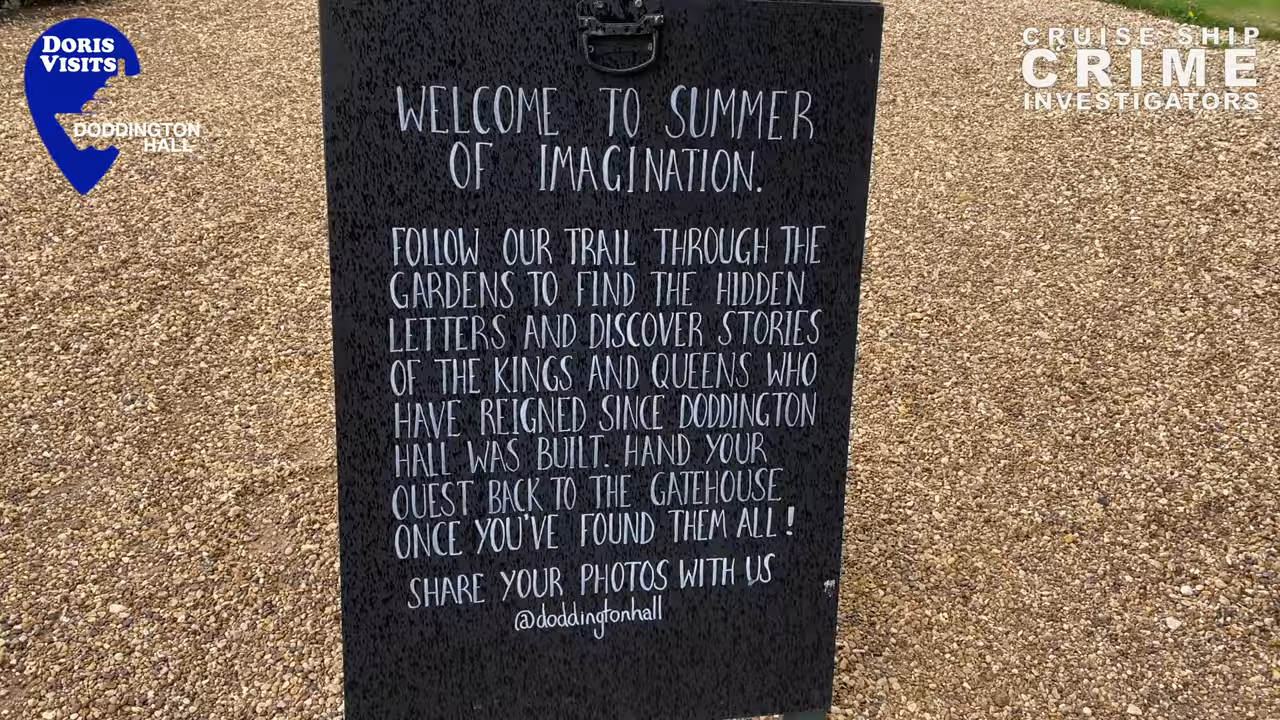 DORIS
VISITS
DODDINGTON
HALL
CRUISE SHIP
CRIME
INVESTIGATORS
WELCOME TO SUMMER
OF IMAGINATION.
FOLLOW OUR TRAIL THROUGH THE
GARDENS TO FIND THE HIDDEN
LETTERS AND DISCOVER STORIES
OF THE KINGS AND QUEENS WHO
HAVE REIGNED SINCE DODDINGTON
HALL WAS BUILT. HAND YOUR
QUEST BACK TO THE GATEHOUSE
ONCE YOU'VE FOUND THEM ALL!
SHARE YOUR PHOTOS WITH US
@doddingtonhall